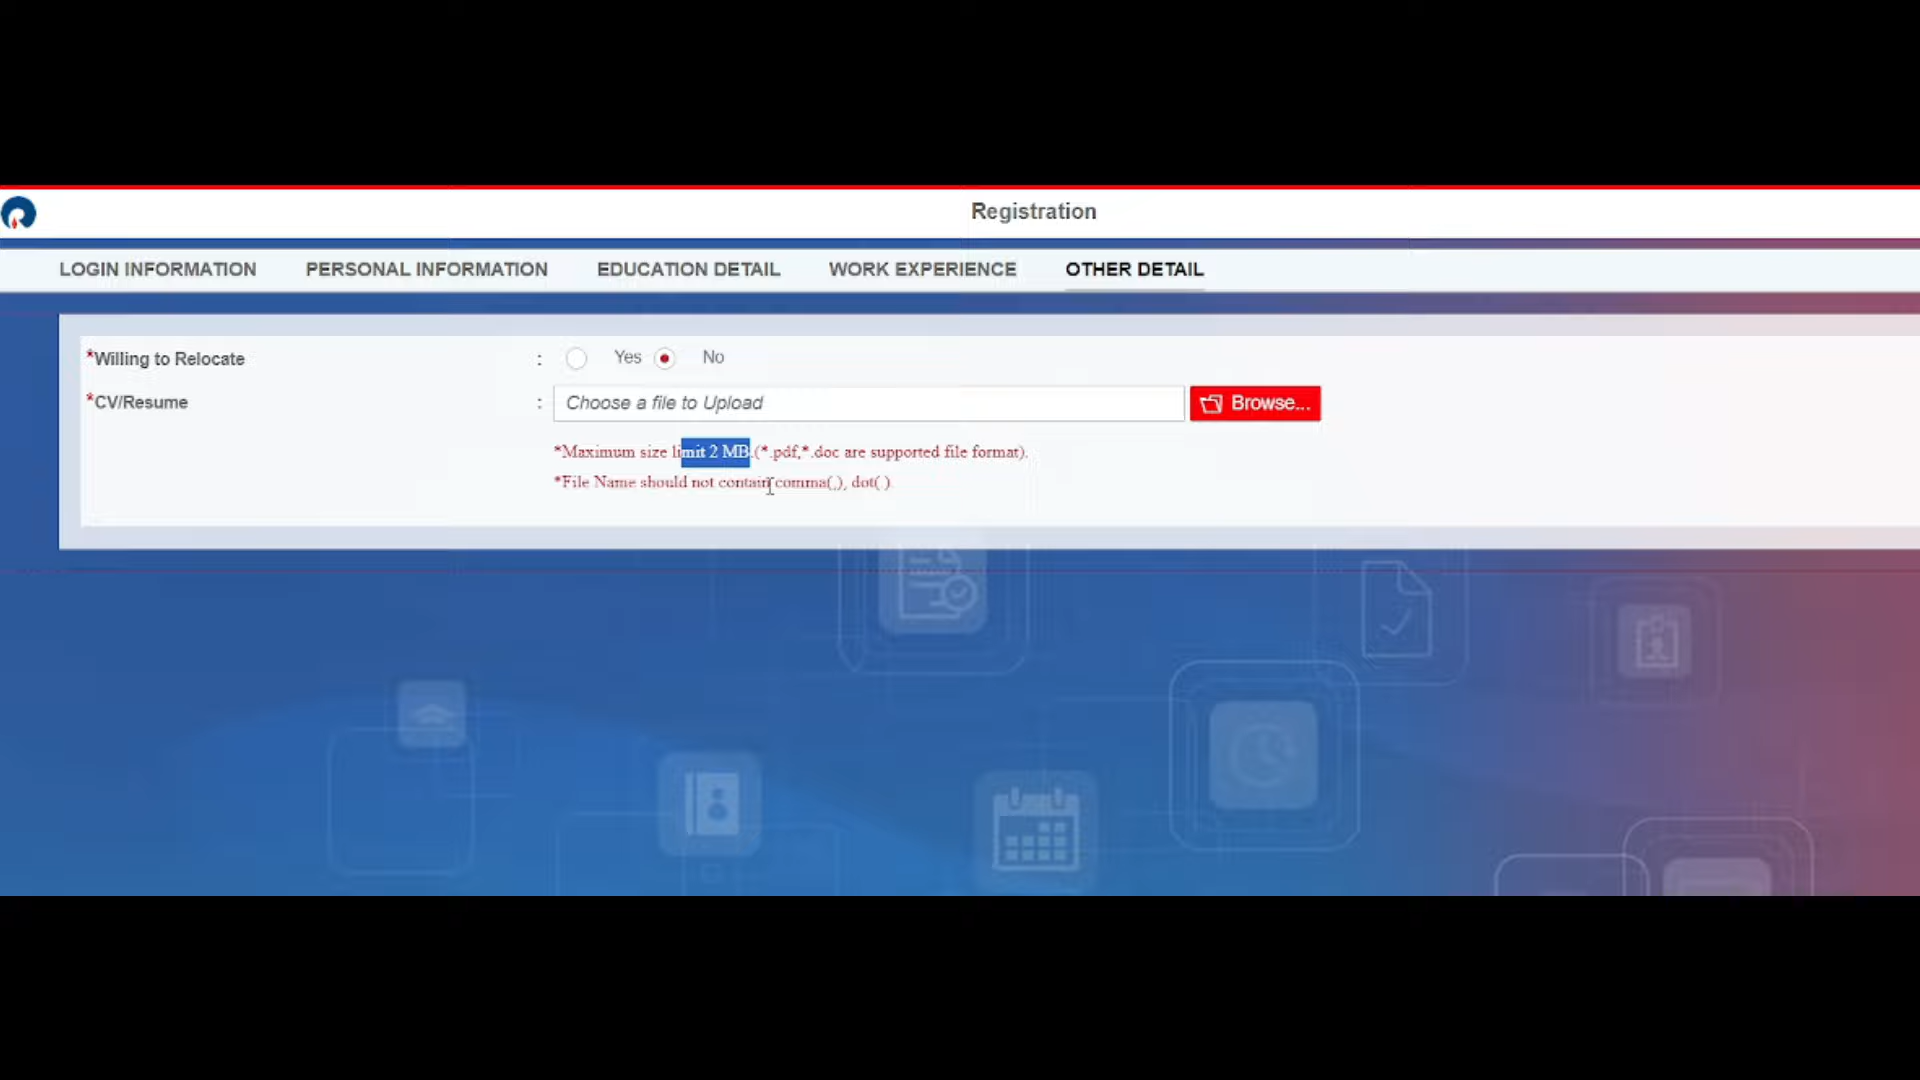 Registration
LOGIN INFORMATION PERSONAL INFORMATION EDUCATION DETAIL WORK EXPERIENCE OTHER DETAIL
*Willing to Relocate : Yes No
*CV/Resume : Choose a file to Upload Browse...
*Maximum size limit 2 MB.(*.pdf,*.doc are supported file format).
*File Name should not contain comma(,), dot( ).